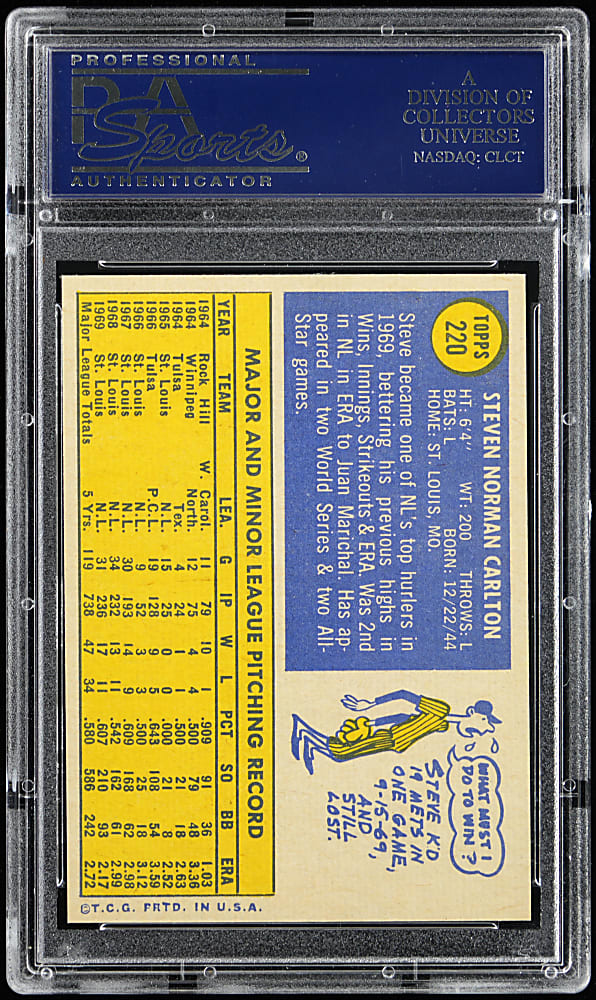 PROFESSIONAL
PSA
Sports®
AUTHENTICATOR
A
DIVISION OF
COLLECTORS
UNIVERSE
NASDAQ: CLCT
TOPPS
220
STEVEN NORMAN CARLTON
HT: 6'4" WT: 200 THROWS: L
BATS: L BORN: 12/22/44
HOME: ST. LOUIS, MO.
Steve became one of NL's top hurlers in
1969, bettering his previous highs in
Wins, Innings, Strikeouts & ERA. Was 2nd
in NL in ERA to Juan Marichal. Has ap-
peared in two World Series & two All-
Star games.
WHAT MUST I
DO TO WIN?
STEVE K'D
19 METS IN
ONE GAME,
9-15-69,
AND
STILL
LOST.
MAJOR AND MINOR LEAGUE PITCHING RECORD
YEAR TEAM LEA. G IP W L PCT SO BB ERA
1964 Rock Hill W. Carol. 11 79 10 1 .909 91 36 1.03
1964 Winnipeg North. 12 75 4 4 .500 79 48 3.36
1964 Tulsa Tex. 4 24 1 1 .500 21 18 2.63
1965 St. Louis N.L. 15 25 0 0 .000 21 8 2.52
1966 Tulsa P.C.L. 19 128 9 5 .643 108 54 3.59
1966 St. Louis N.L. 9 52 3 3 .500 25 18 3.12
1967 St. Louis N.L. 30 193 14 9 .609 168 62 2.98
1968 St. Louis N.L. 34 232 13 11 .542 162 61 2.99
1969 St. Louis N.L. 31 236 17 11 .607 210 93 2.17
Major League Totals 5 Yrs. 119 738 47 34 .580 586 242 2.72
©T.C.G. PRTD. IN U.S.A.